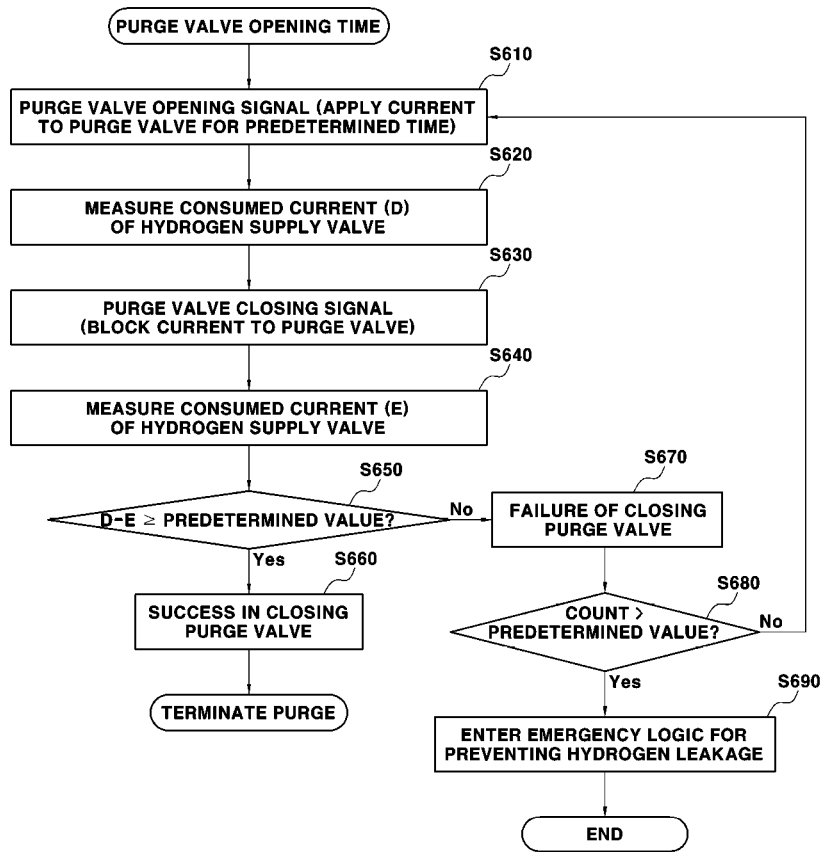 PURGE VALVE OPENING TIME
S610
PURGE VALVE OPENING SIGNAL (APPLY CURRENT
TO PURGE VALVE FOR PREDETERMINED TIME)
S620
MEASURE CONSUMED CURRENT (D)
OF HYDROGEN SUPPLY VALVE
S630
PURGE VALVE CLOSING SIGNAL
(BLOCK CURRENT TO PURGE VALVE)
S640
MEASURE CONSUMED CURRENT (E)
OF HYDROGEN SUPPLY VALVE
S650
D-E ≥ PREDETERMINED VALUE?
No
Yes
S660
SUCCESS IN CLOSING
PURGE VALVE
TERMINATE PURGE
S670
FAILURE OF CLOSING
PURGE VALVE
S680
COUNT >
PREDETERMINED VALUE?
No
Yes
S690
ENTER EMERGENCY LOGIC FOR
PREVENTING HYDROGEN LEAKAGE
END